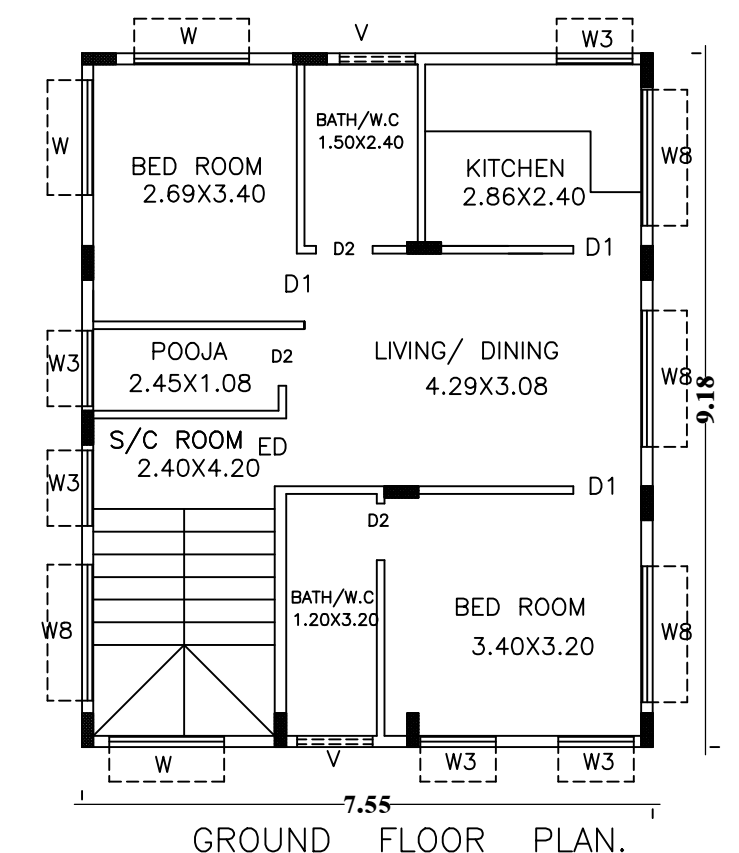 W
V
W3
W
BATH/W.C
1.50X2.40
BED ROOM
2.69X3.40
KITCHEN
2.86X2.40
W8
D2
D1
D1
W3
POOJA
2.45X1.08
D2
LIVING/ DINING
4.29X3.08
W8
9.18
S/C ROOM
2.40X4.20
ED
W3
D1
D2
BATH/W.C
1.20X3.20
BED ROOM
3.40X3.20
W8
W8
W
V
W3
W3
7.55
GROUND FLOOR PLAN.